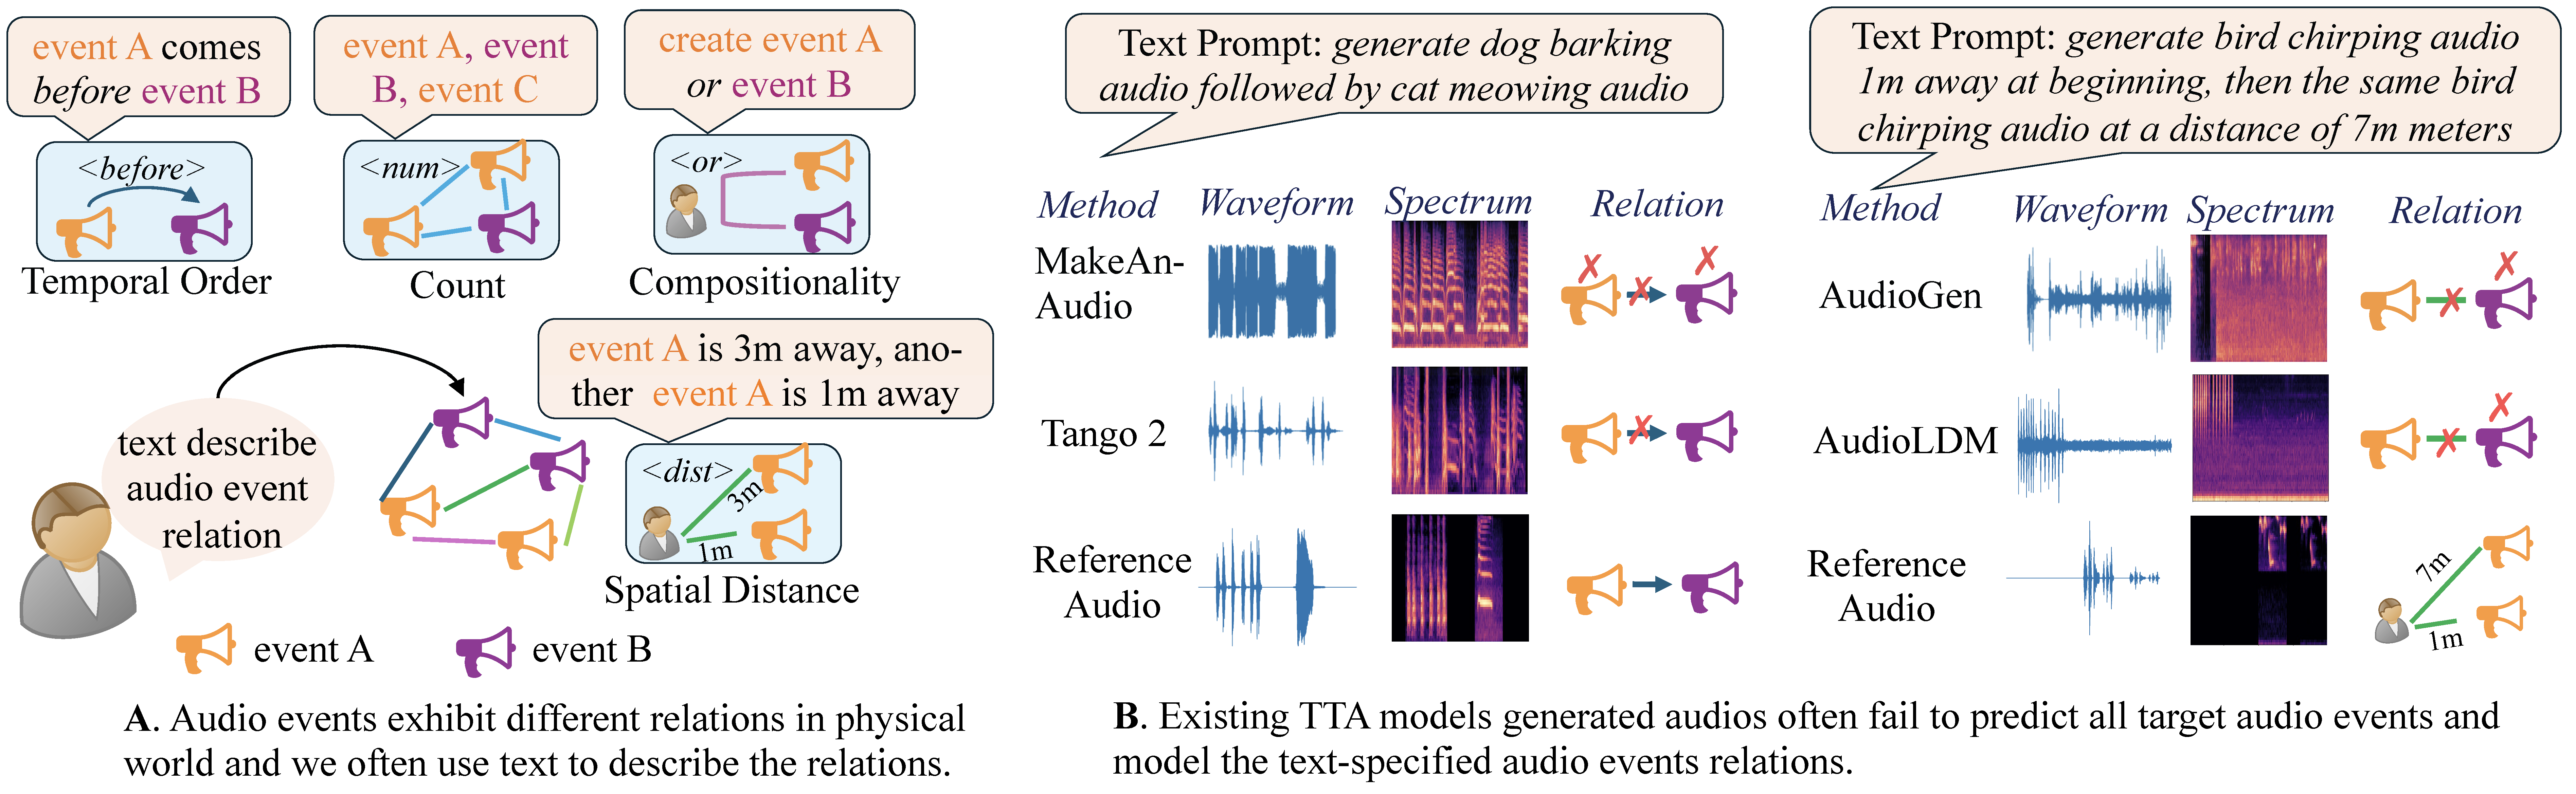 event A comes
before event B
<before>
Temporal Order
event A, event
B, event C
<num>
Count
create event A
or event B
<or>
Compositionality
text describe
audio event
relation
event A is 3m away, ano-
ther event A is 1m away
<dist>
3m
1m
Spatial Distance
event A
event B
A. Audio events exhibit different relations in physical
world and we often use text to describe the relations.
Text Prompt: generate dog barking
audio followed by cat meowing audio
Method Waveform Spectrum Relation
MakeAn-
Audio
Tango 2
Reference
Audio
Text Prompt: generate bird chirping audio
1m away at beginning, then the same bird
chirping audio at a distance of 7m meters
Method Waveform Spectrum Relation
AudioGen
AudioLDM
Reference
Audio
7m
1m
B. Existing TTA models generated audios often fail to predict all target audio events and
model the text-specified audio events relations.